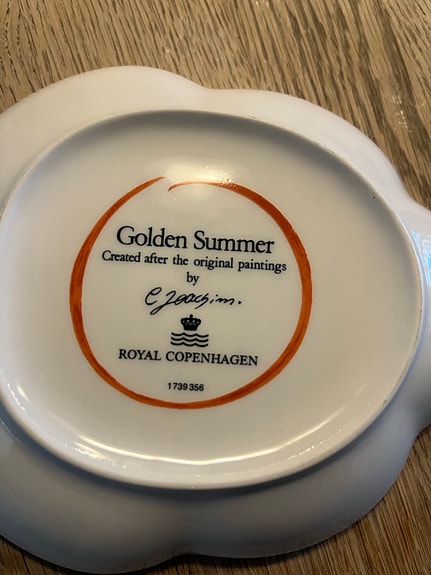 Golden Summer
Created after the original paintings
by
C Joachim.
ROYAL COPENHAGEN
1739 356